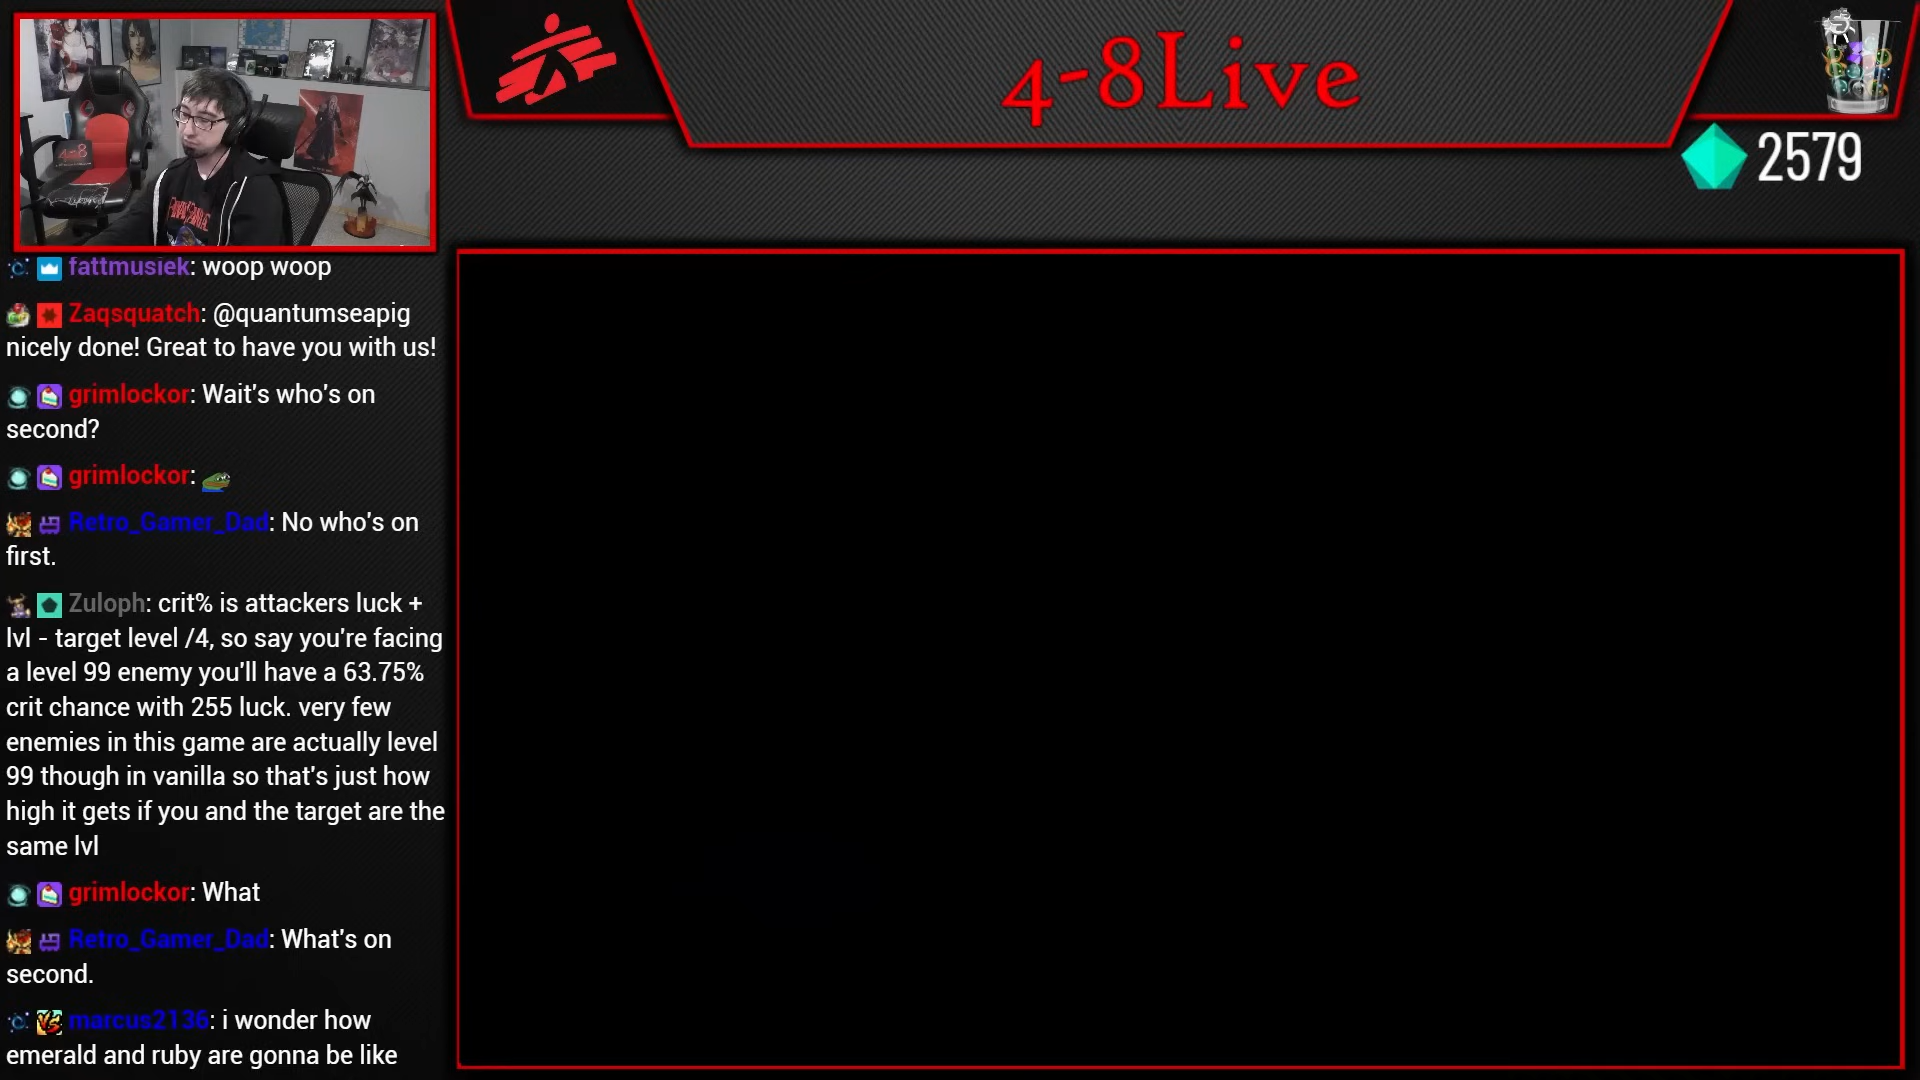 4-8Live
2579
4-8
fattmusiek: woop woop
Zaqsquatch: @quantumseapig
nicely done! Great to have you with us!
grimlockor: Wait's who's on
second?
grimlockor:
Retro_Gamer_Dad: No who's on
first.
Zuloph: crit% is attackers luck +
lvl - target level /4, so say you're facing
a level 99 enemy you'll have a 63.75%
crit chance with 255 luck. very few
enemies in this game are actually level
99 though in vanilla so that's just how
high it gets if you and the target are the
same lvl
grimlockor: What
Retro_Gamer_Dad: What's on
second.
marcus2136: i wonder how
emerald and ruby are gonna be like